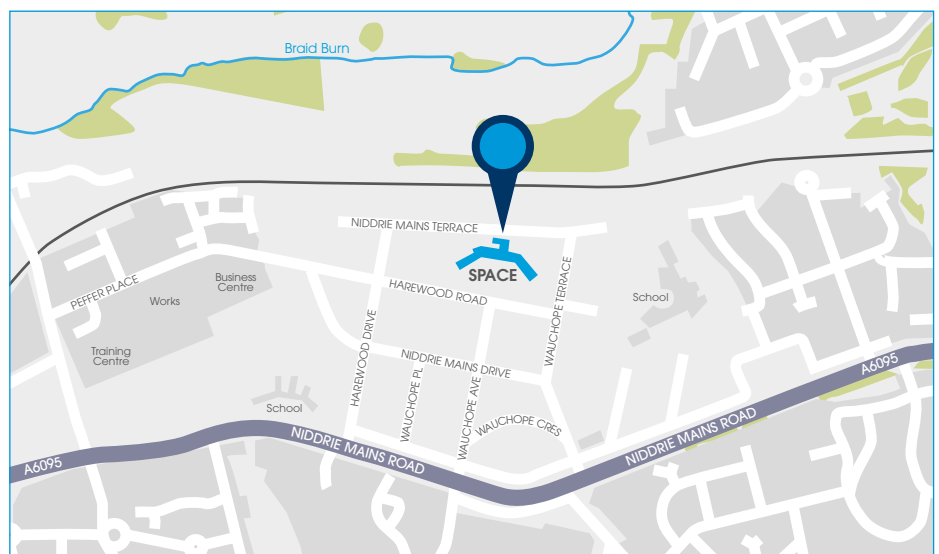 Braid Burn
NIDDRIE MAINS TERRACE
SPACE
PEFFER PLACE
Works
Business
Centre
HAREWOOD ROAD
WAUCHOPE TERRACE
School
Training
Centre
HAREWOOD DRIVE
NIDDRIE MAINS DRIVE
WAUCHOPE PL
WAUCHOPE AVE
WAUCHOPE CRES
School
A6095
NIDDRIE MAINS ROAD
NIDDRIE MAINS ROAD
A6095